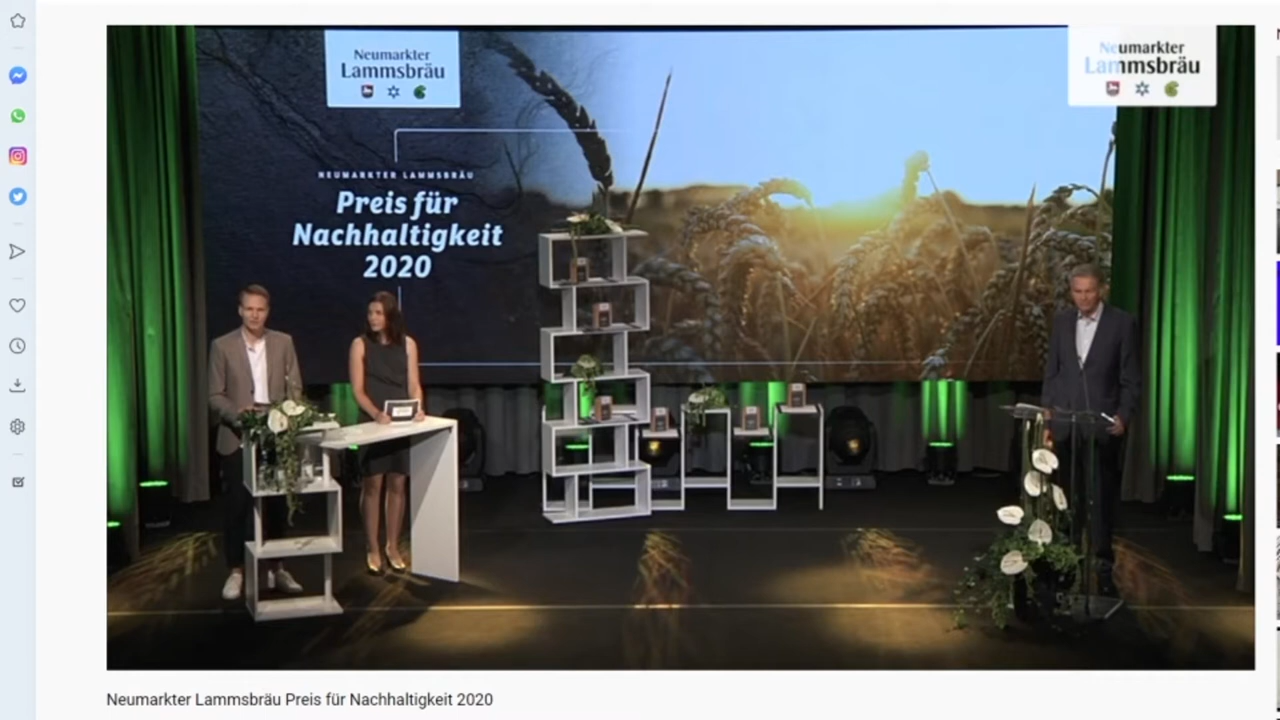 Neumarkter
Lammsbräu
Neumarkter
Lammsbräu
NEUMARKTER LAMMSBRÄU
Preis für
Nachhaltigkeit
2020
Neumarkter Lammsbräu Preis für Nachhaltigkeit 2020